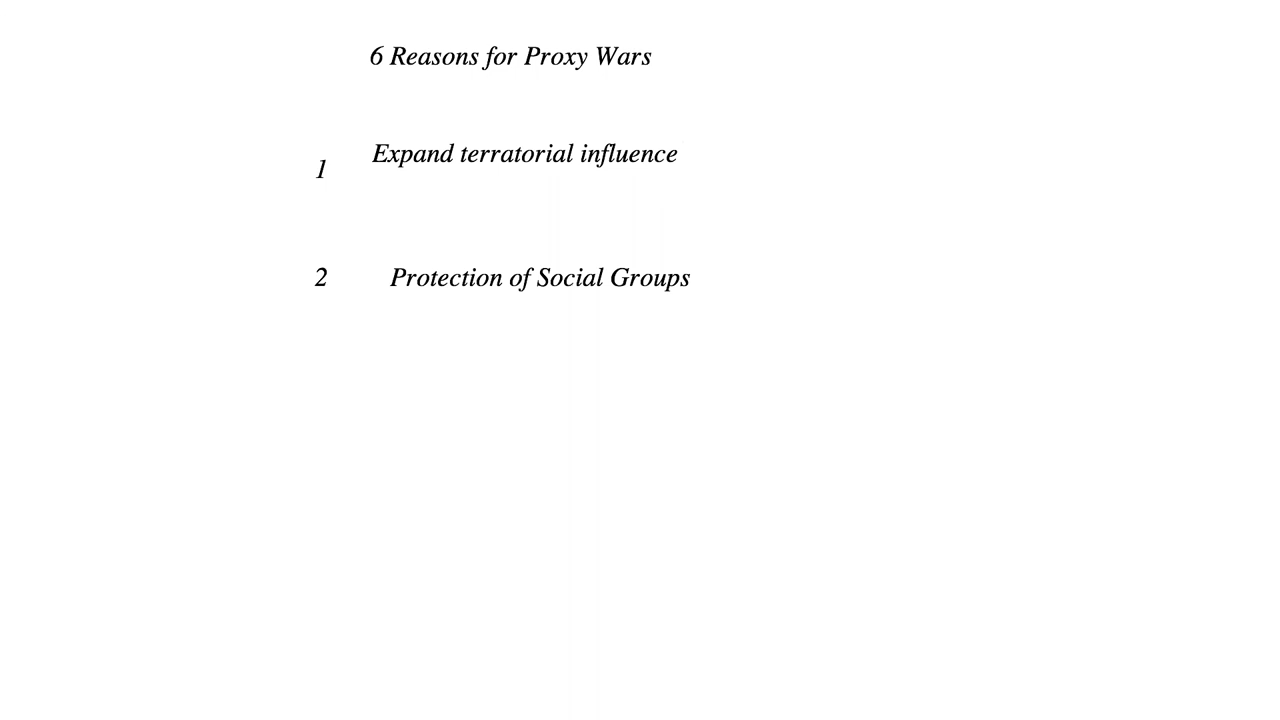 6 Reasons for Proxy Wars
1 Expand terratorial influence
2 Protection of Social Groups